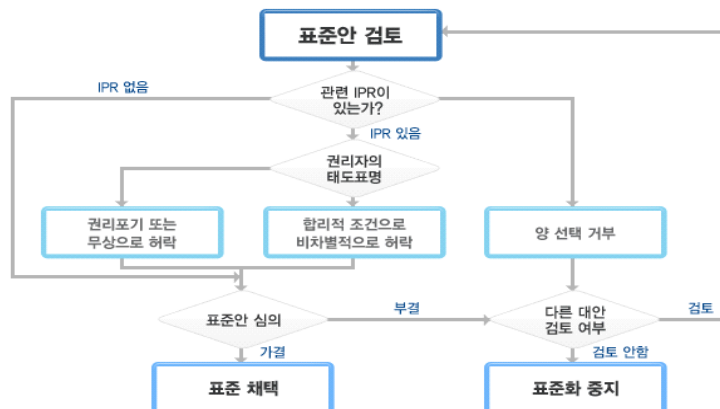 표준안 검토
IPR 없음
관련 IPR이
있는가?
IPR 있음
권리자의
태도표명
권리포기 또는
무상으로 허락
합리적 조건으로
비차별적으로 허락
양 선택 거부
표준안 심의
부결
다른 대안
검토 여부
검토
가결
검토 안함
표준 채택
표준화 중지